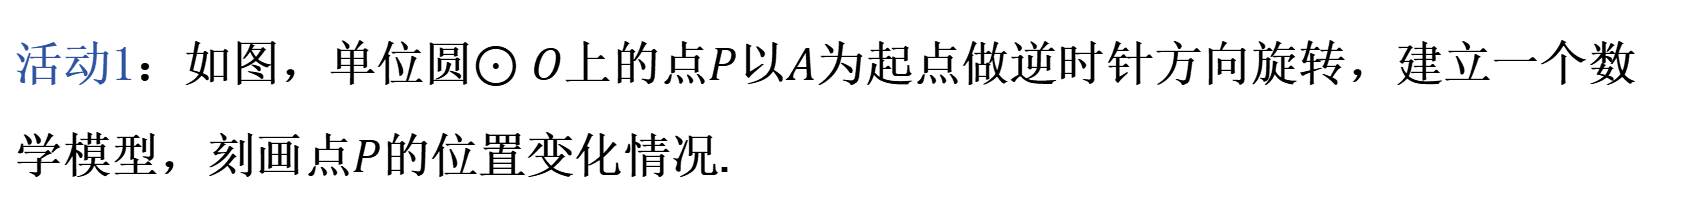 活动1：如图，单位圆⊙ O上的点P以A为起点做逆时针方向旋转，建立一个数
学模型，刻画点P的位置变化情况.